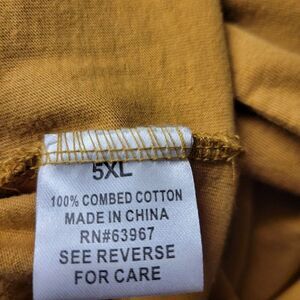 5XL
100% COMBED COTTON
MADE IN CHINA
RN#63967
SEE REVERSE
FOR CARE